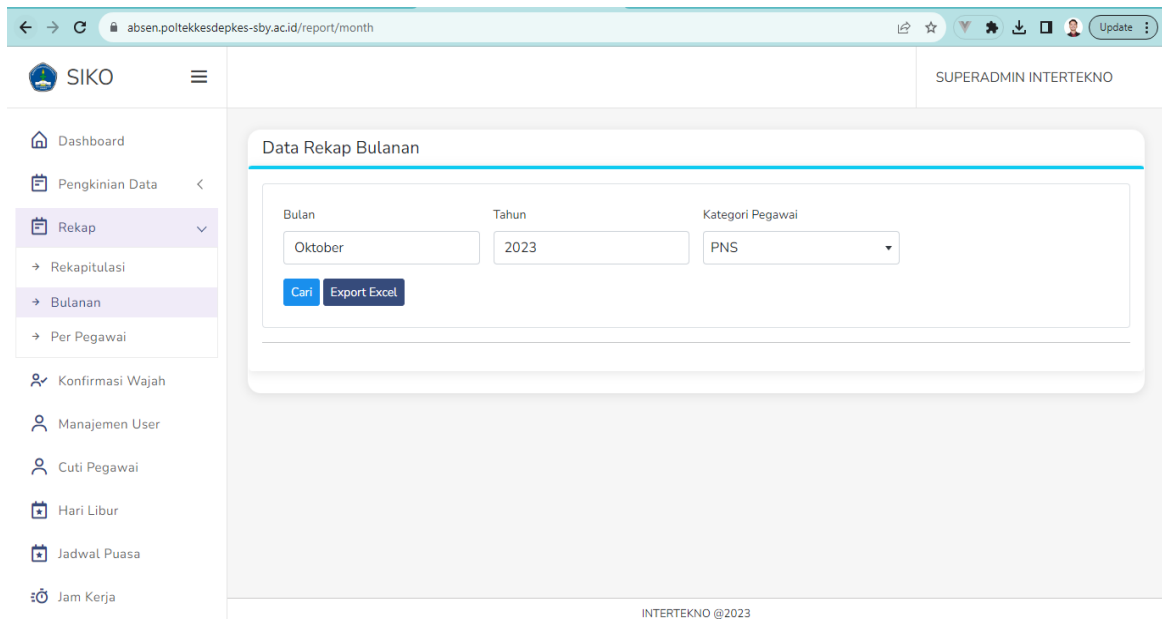 absen.poltekkesdepkes-sby.ac.id/report/month
Update
SIKO
SUPERADMIN INTERTEKNO
Dashboard
Pengkinian Data
Rekap
Rekapitulasi
Bulanan
Per Pegawai
Konfirmasi Wajah
Manajemen User
Cuti Pegawai
Hari Libur
Jadwal Puasa
Jam Kerja
Data Rekap Bulanan
Bulan Tahun Kategori Pegawai
Oktober 2023 PNS
Cari Export Excel
INTERTEKNO @2023